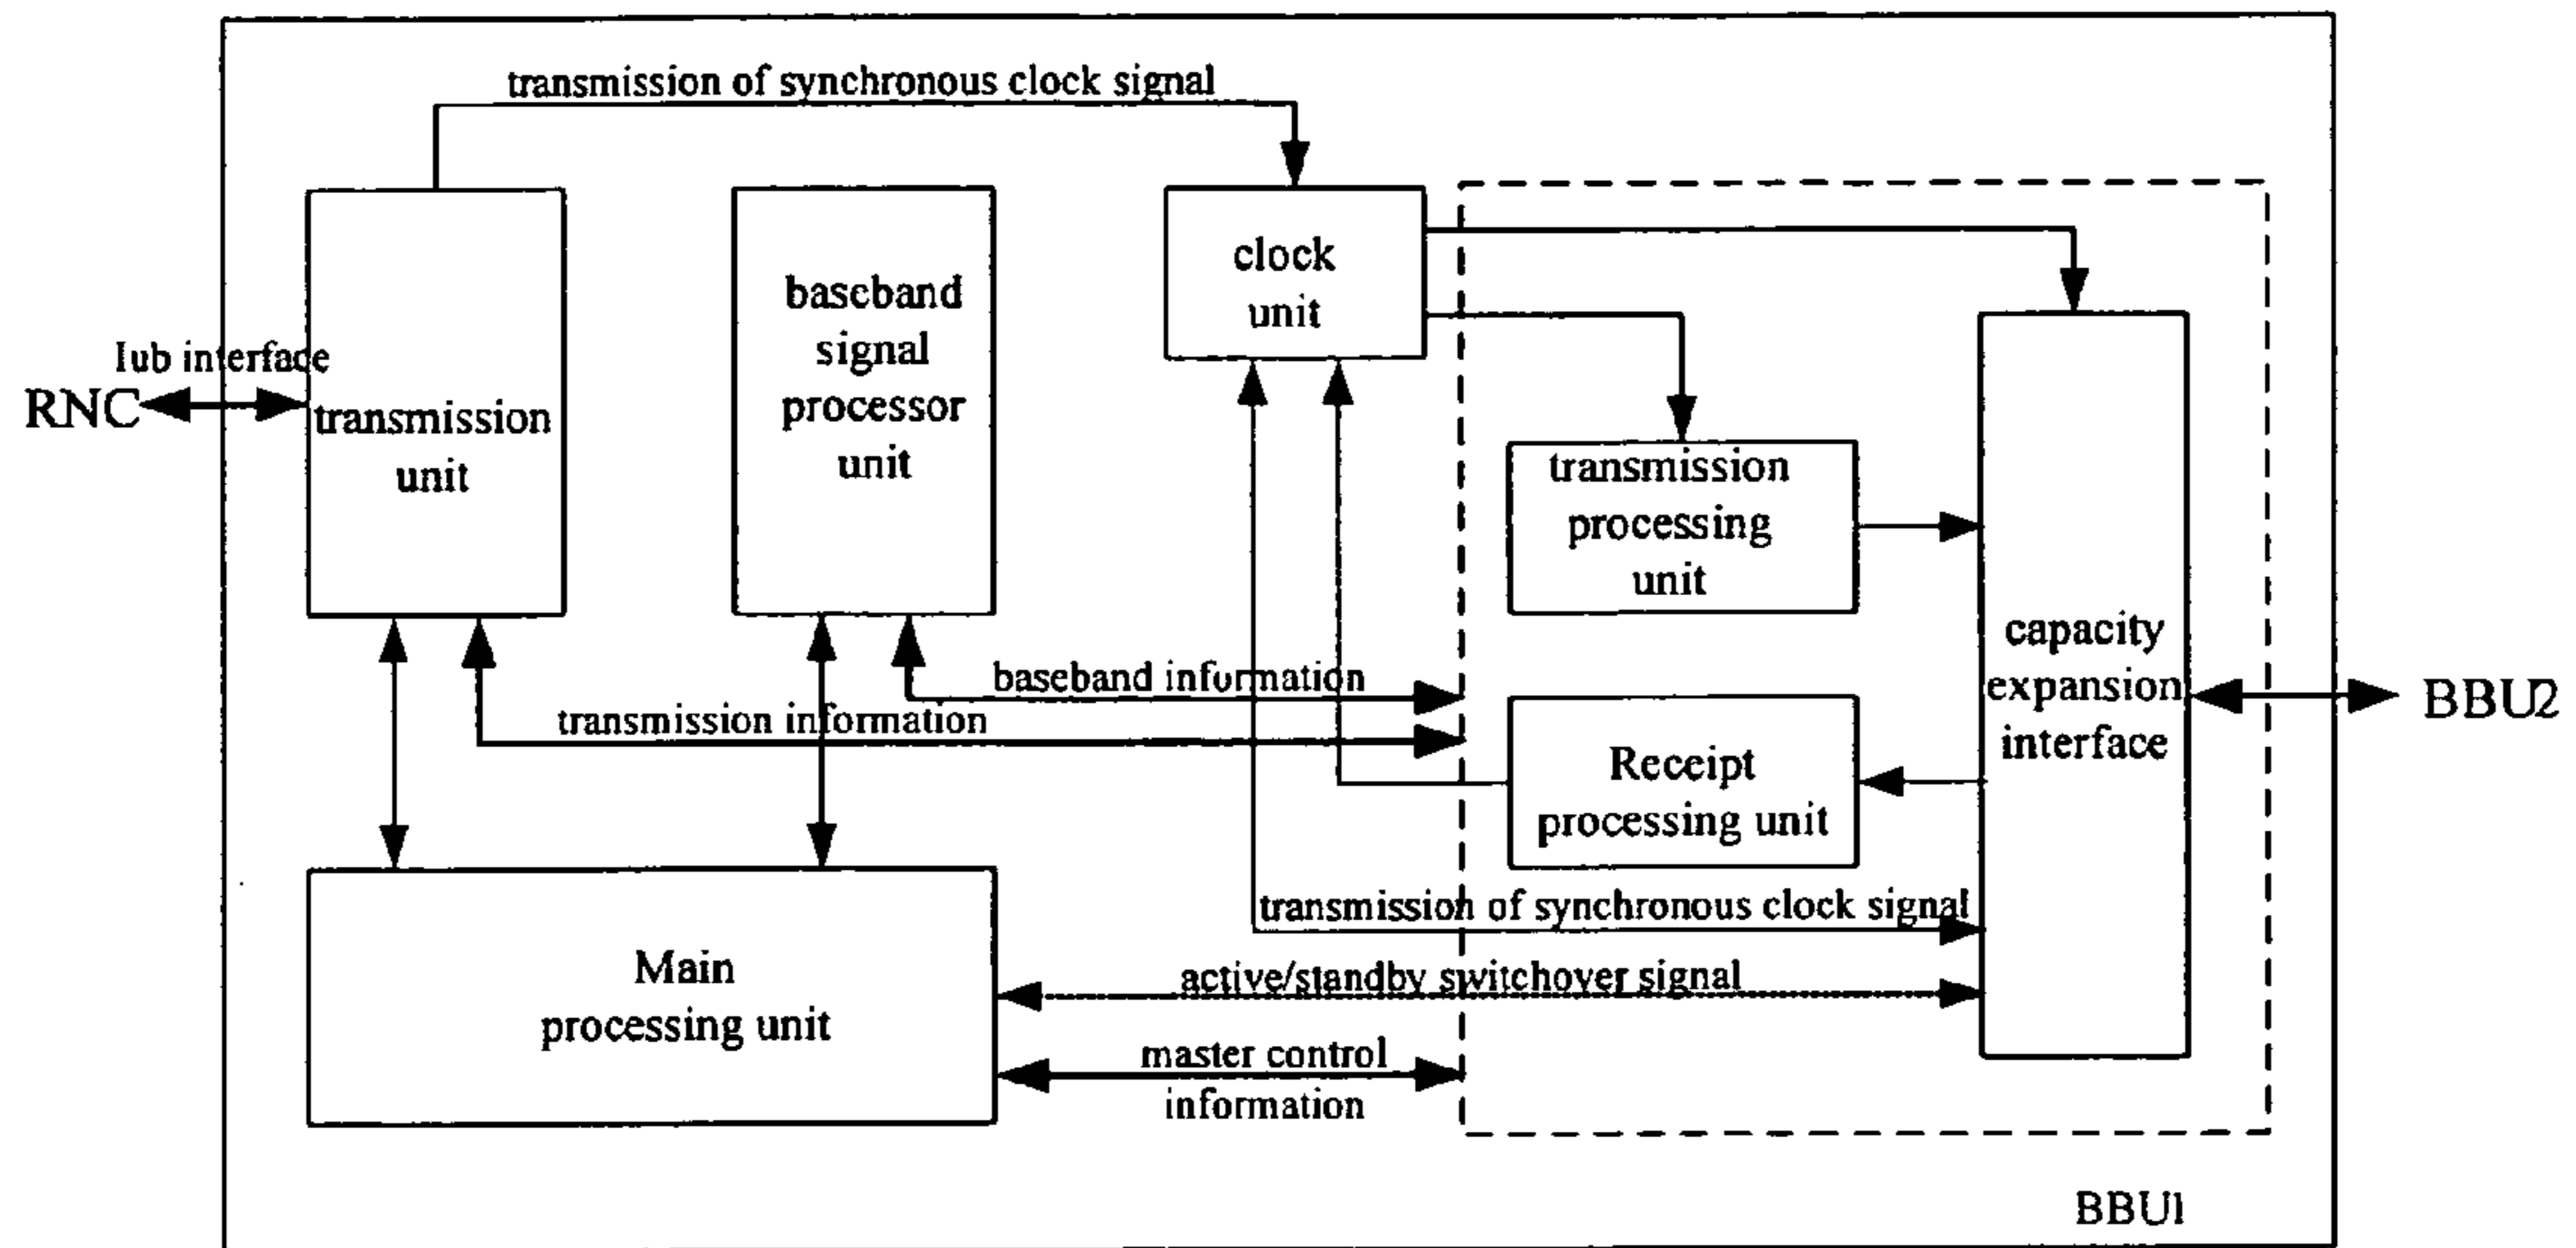 transmission of synchronous clock signal
clock
unit
baseband
signal
processor
unit
Iub interface
RNC
transmission
unit
transmission
processing
unit
capacity
expansion
interface
BBU2
baseband information
transmission information
Receipt
processing unit
transmission of synchronous clock signal
Main
processing unit
active/standby switchover signal
master control
information
BBU1